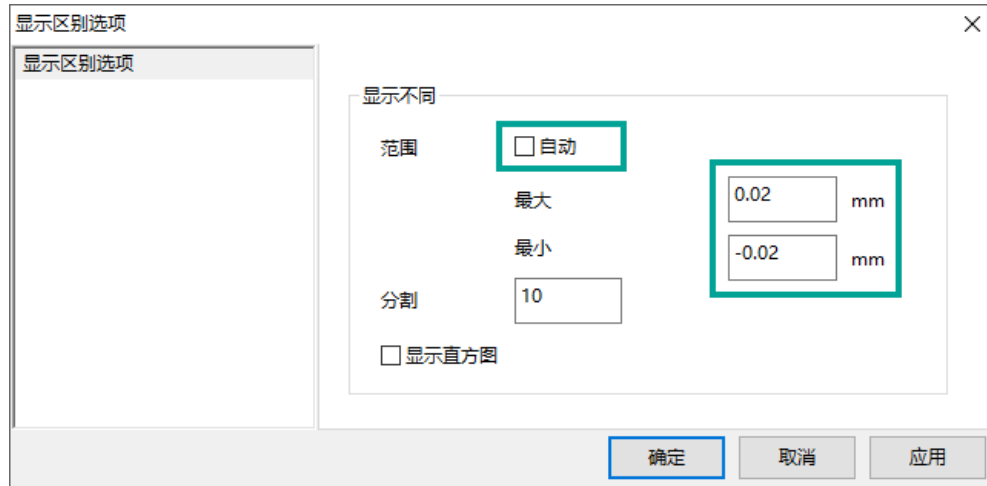 显示区别选项
显示区别选项
显示不同
范围 自动
最大 0.02 mm
最小 -0.02 mm
分割 10
显示直方图
确定 取消 应用